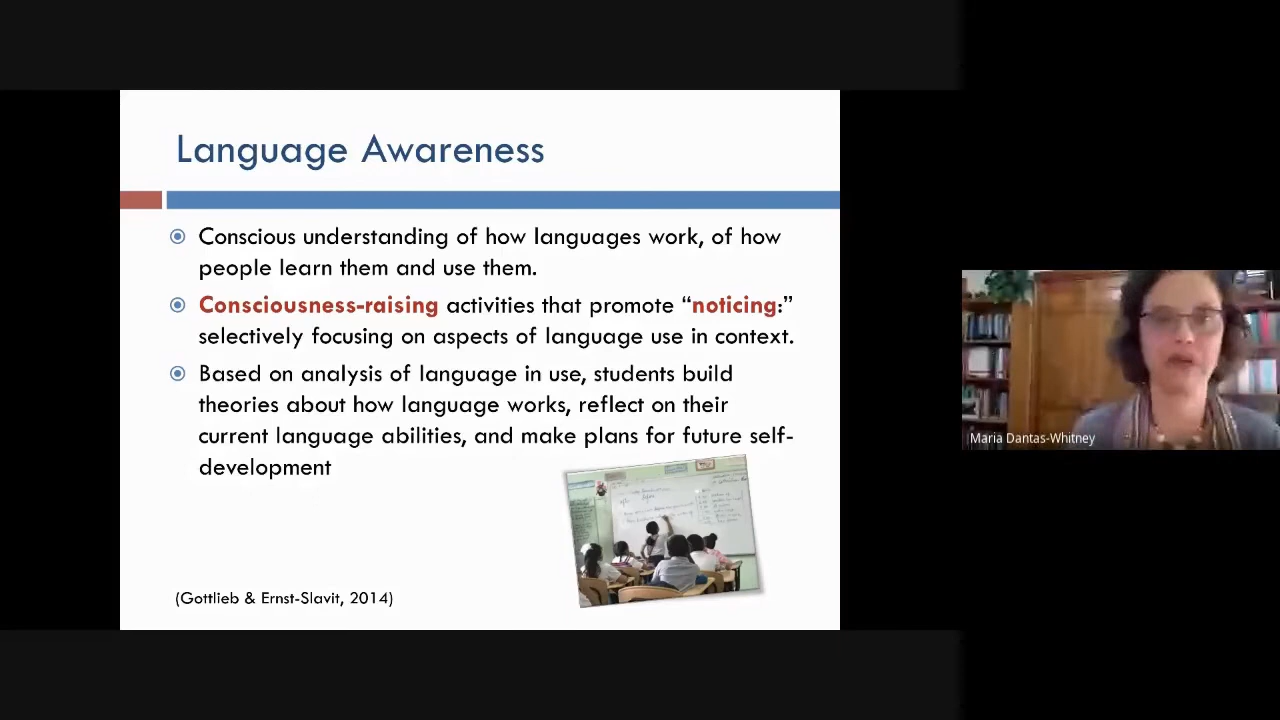 Language Awareness
Conscious understanding of how languages work, of how
people learn them and use them.
Consciousness-raising activities that promote “noticing:”
selectively focusing on aspects of language use in context.
Based on analysis of language in use, students build
theories about how language works, reflect on their
current language abilities, and make plans for future self-
development
(Gottlieb & Ernst-Slavit, 2014)
Maria Dantas-Whitney